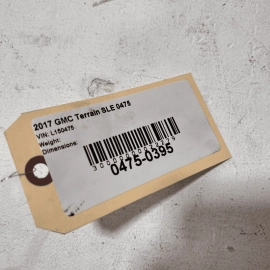 2017 GMC Terrain SLE 0475
VIN: L150475
Weight:
Dimensions:
0475-0395